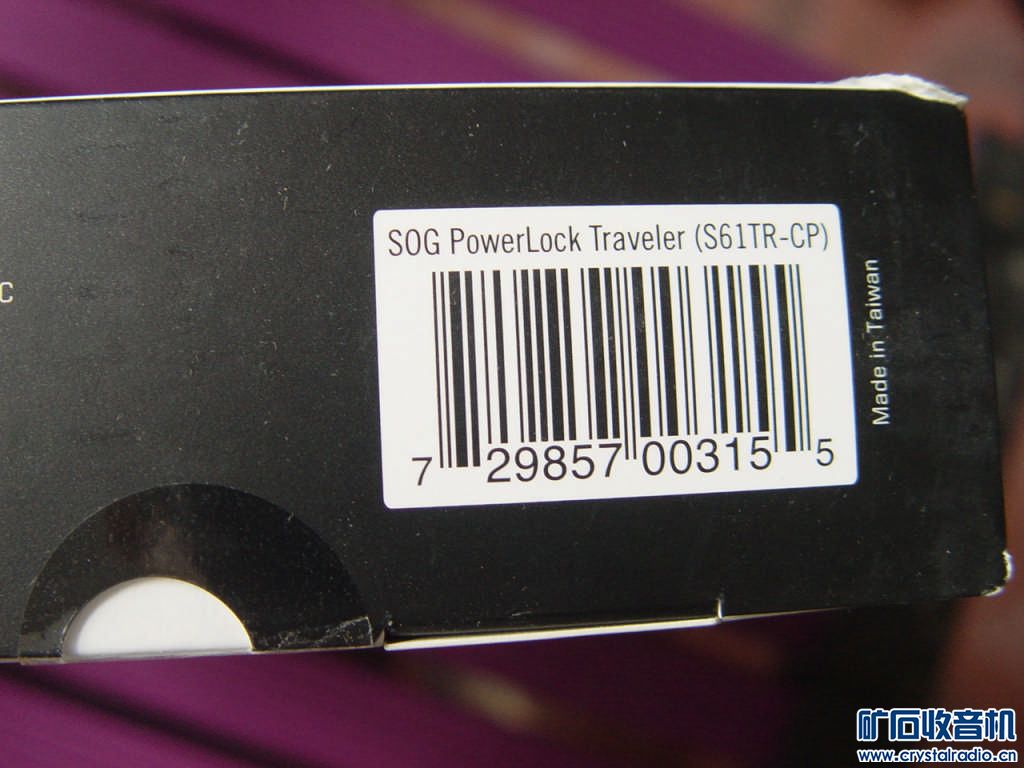 SOG PowerLock Traveler (S61TR-CP)
7 29857 00315 5
Made in Taiwan
C
矿石收音机
www.crystalradio.cn